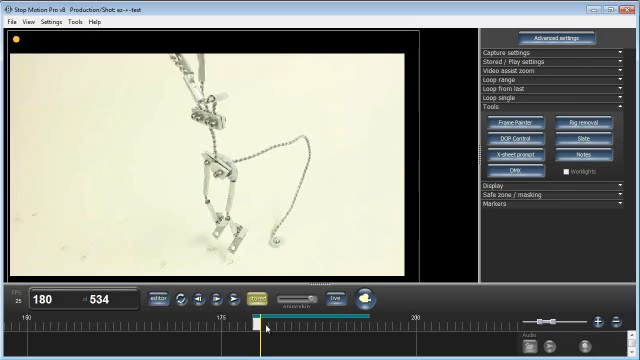 Stop Motion Pro v8 Production/Shot: ez-+-test
File View Settings Tools Help
Advanced settings
Capture settings
Stored / Play settings
Video assist zoom
Loop range
Loop from last
Loop single
Tools
Frame Painter Rig removal
DOP Control Slate
X-sheet prompt Notes
DMX Worklights
Display
Safe zone / masking
Markers
FPS
25
180 of 534
editor stored onionskin live
150 175 200
Audio